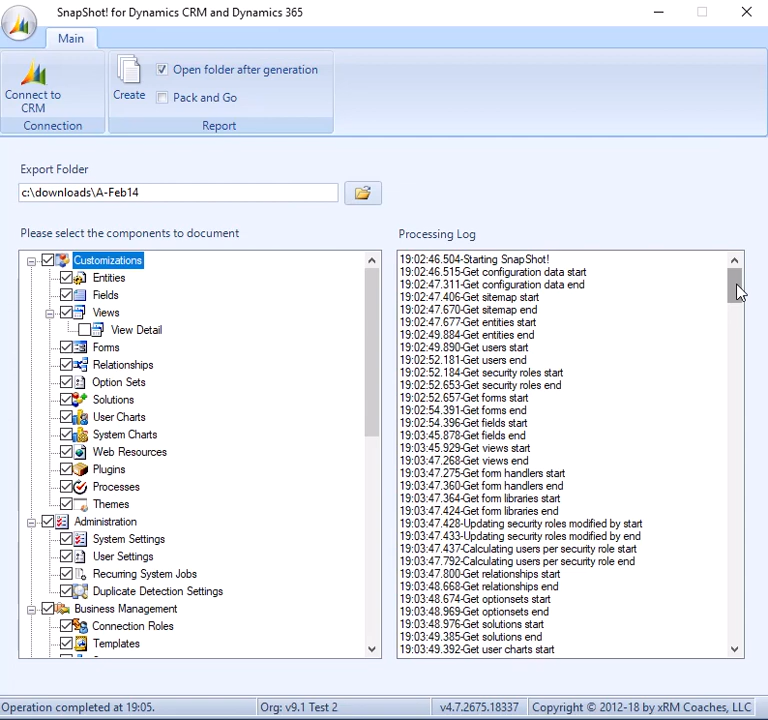 SnapShot! for Dynamics CRM and Dynamics 365
Main
Connect to
CRM
Create
Open folder after generation
Pack and Go
Connection
Report
Export Folder
c:\downloads\A-Feb14
Please select the components to document
Customizations
Entities
Fields
Views
View Detail
Forms
Relationships
Option Sets
Solutions
User Charts
System Charts
Web Resources
Plugins
Processes
Themes
Administration
System Settings
User Settings
Recurring System Jobs
Duplicate Detection Settings
Business Management
Connection Roles
Templates
Processing Log
19:02:46.504-Starting SnapShot!
19:02:46.515-Get configuration data start
19:02:47.311-Get configuration data end
19:02:47.406-Get sitemap start
19:02:47.670-Get sitemap end
19:02:47.677-Get entities start
19:02:49.884-Get entities end
19:02:49.890-Get users start
19:02:52.181-Get users end
19:02:52.184-Get security roles start
19:02:52.653-Get security roles end
19:02:52.657-Get forms start
19:02:54.391-Get forms end
19:02:54.396-Get fields start
19:03:45.878-Get fields end
19:03:45.929-Get views start
19:03:47.268-Get views end
19:03:47.275-Get form handlers start
19:03:47.360-Get form handlers end
19:03:47.364-Get form libraries start
19:03:47.424-Get form libraries end
19:03:47.428-Updating security roles modified by start
19:03:47.433-Updating security roles modified by end
19:03:47.437-Calculating users per security role start
19:03:47.792-Calculating users per security role end
19:03:47.800-Get relationships start
19:03:48.668-Get relationships end
19:03:48.674-Get optionsets start
19:03:48.969-Get optionsets end
19:03:48.976-Get solutions start
19:03:49.385-Get solutions end
19:03:49.392-Get user charts start
Operation completed at 19:05.
Org: v9.1 Test 2
v4.7.2675.18337
Copyright © 2012-18 by xRM Coaches, LLC